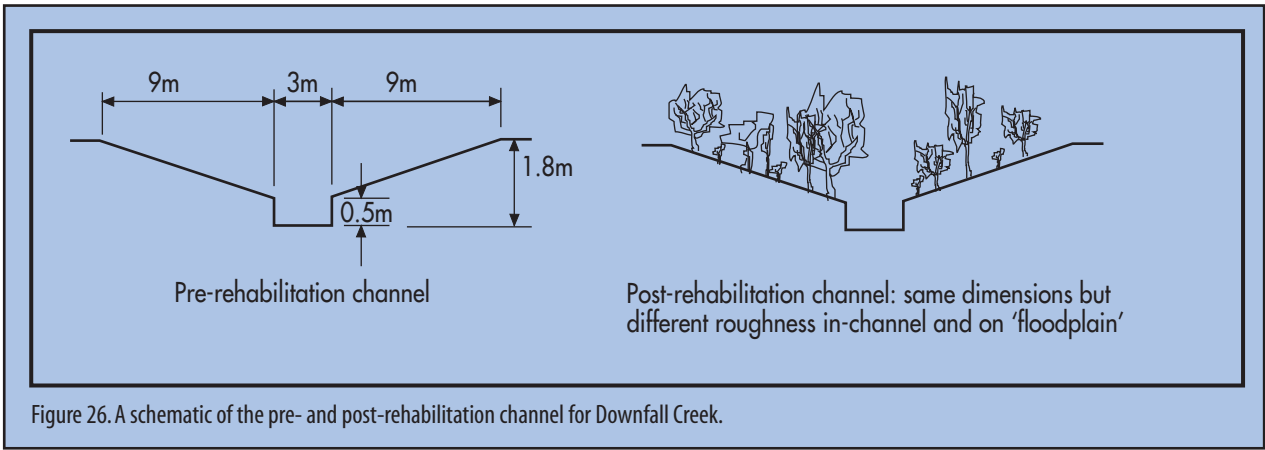 9m 3m 9m
1.8m
0.5m
Pre-rehabilitation channel
Post-rehabilitation channel: same dimensions but
different roughness in-channel and on ‘floodplain’
Figure 26. A schematic of the pre- and post-rehabilitation channel for Downfall Creek.